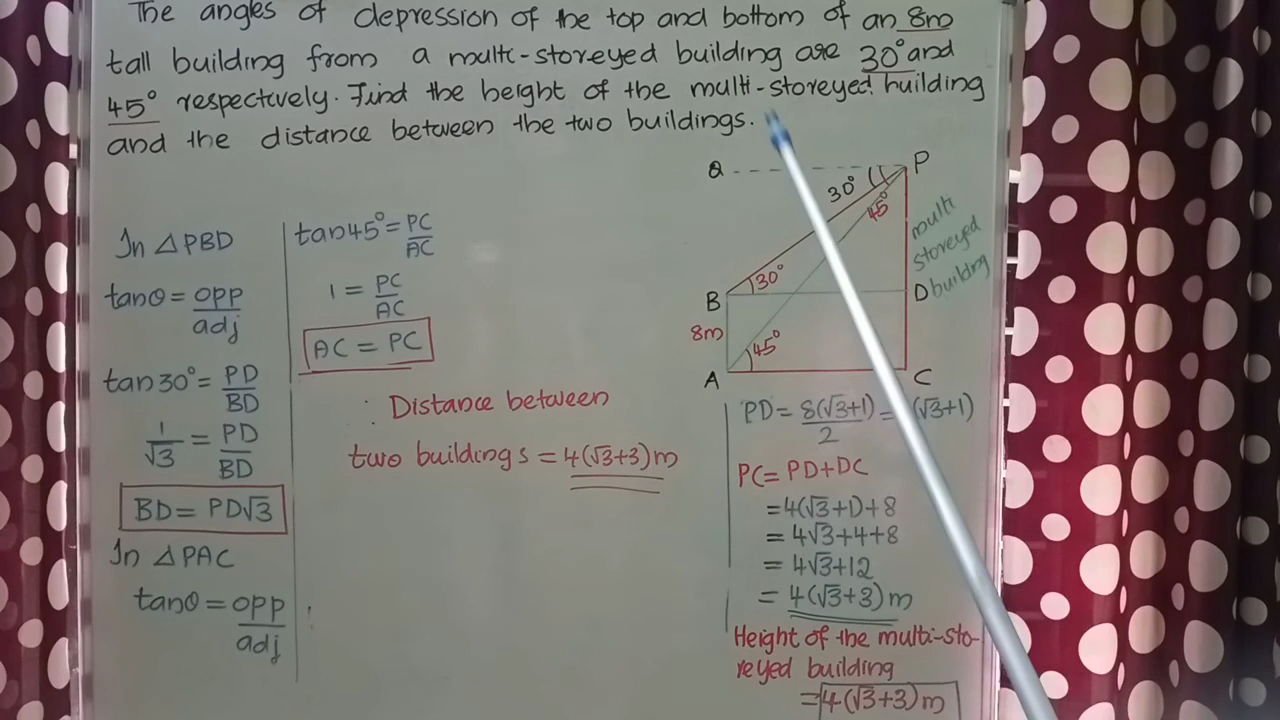 The angles of depression of the top and bottom of an 8m
tall building from a multi-storeyed building are 30° and
45° respectively. Find the height of the multi-storeyed building
and the distance between the two buildings.
In △PBD
tanθ = opp/adj
tan30° = PD/BD
1/√3 = PD/BD
BD = PD√3
In △PAC
tanθ = opp/adj
tan45° = PC/AC
1 = PC/AC
AC = PC
∴ Distance between
two buildings = 4(√3+3)m
Q
P
30°
45°
multi
storeyed
building
B
30°
D
8m
45°
A
C
PD = 8(√3+1)/2 = (√3+1)
PC = PD+DC
= 4(√3+1)+8
= 4√3+4+8
= 4√3+12
= 4(√3+3)m
Height of the multi-sto-
reyed building
= 4(√3+3)m